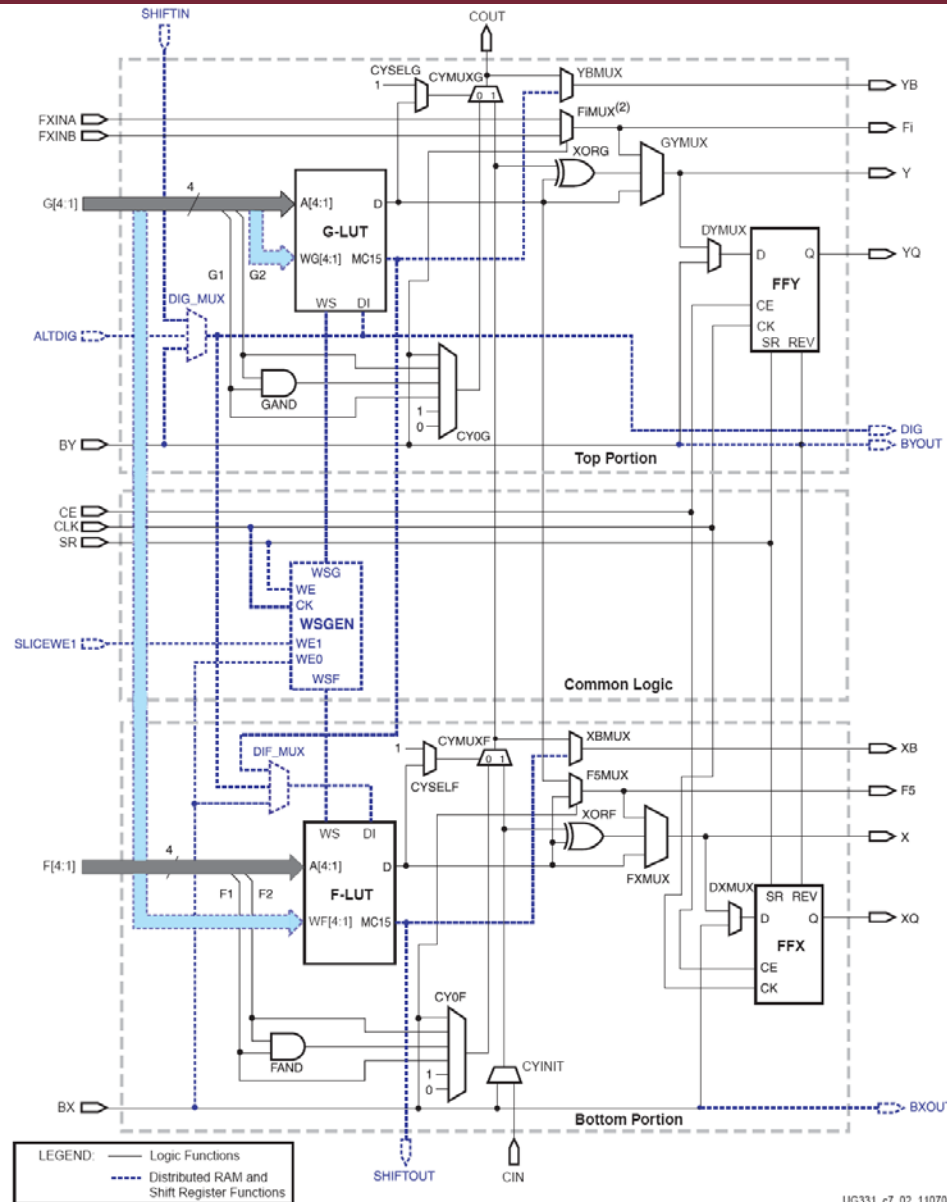 SHIFTIN
COUT
CYSELG
CYMUXG
YBMUX
1
0 1
YB
FXINA
FXINB
FiMUX(2)
Fi
GYMUX
XORG
Y
4
G[4:1]
A[4:1]
D
G-LUT
WG[4:1]
MC15
G1
G2
WS
DI
DYMUX
D
Q
YQ
FFY
CE
CK
SR
REV
DIG_MUX
ALTDIG
GAND
1
0
CY0G
DIG
BY
BYOUT
Top Portion
CE
CLK
SR
WSG
WE
CK
WSGEN
SLICEWE1
WE1
WE0
WSF
Common Logic
CYMUXF
XBMUX
1
0 1
XB
DIF_MUX
CYSELF
F5MUX
F5
XORF
WS
DI
X
4
F[4:1]
A[4:1]
D
FXMUX
F-LUT
F1
F2
DXMUX
SR
REV
WF[4:1]
MC15
D
Q
XQ
FFX
CE
CK
CY0F
FAND
1
0
CYINIT
BX
BXOUT
Bottom Portion
LEGEND:
Logic Functions
Distributed RAM and
Shift Register Functions
SHIFTOUT
CIN
UG331_c7_02_11070